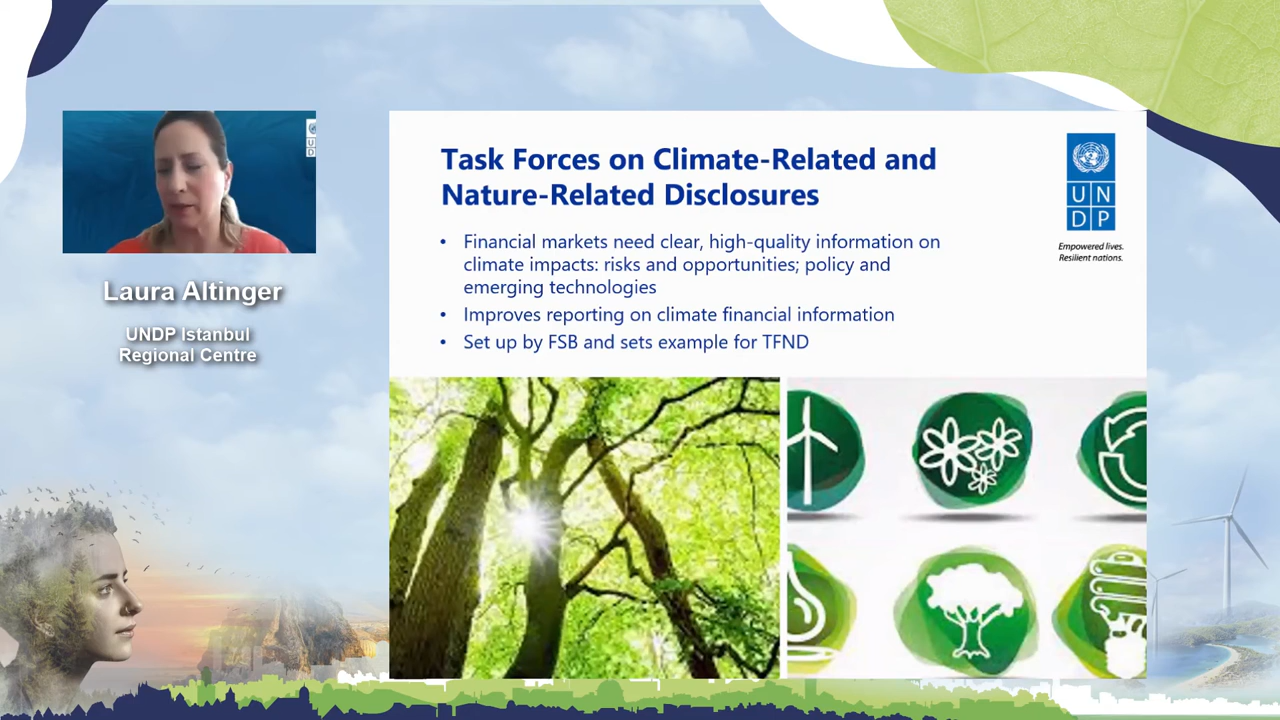 Task Forces on Climate-Related and
Nature-Related Disclosures
• Financial markets need clear, high-quality information on
climate impacts: risks and opportunities; policy and
emerging technologies
• Improves reporting on climate financial information
• Set up by FSB and sets example for TFND
U N
D P
Empowered lives.
Resilient nations.
U
D
Laura Altinger
UNDP Istanbul
Regional Centre